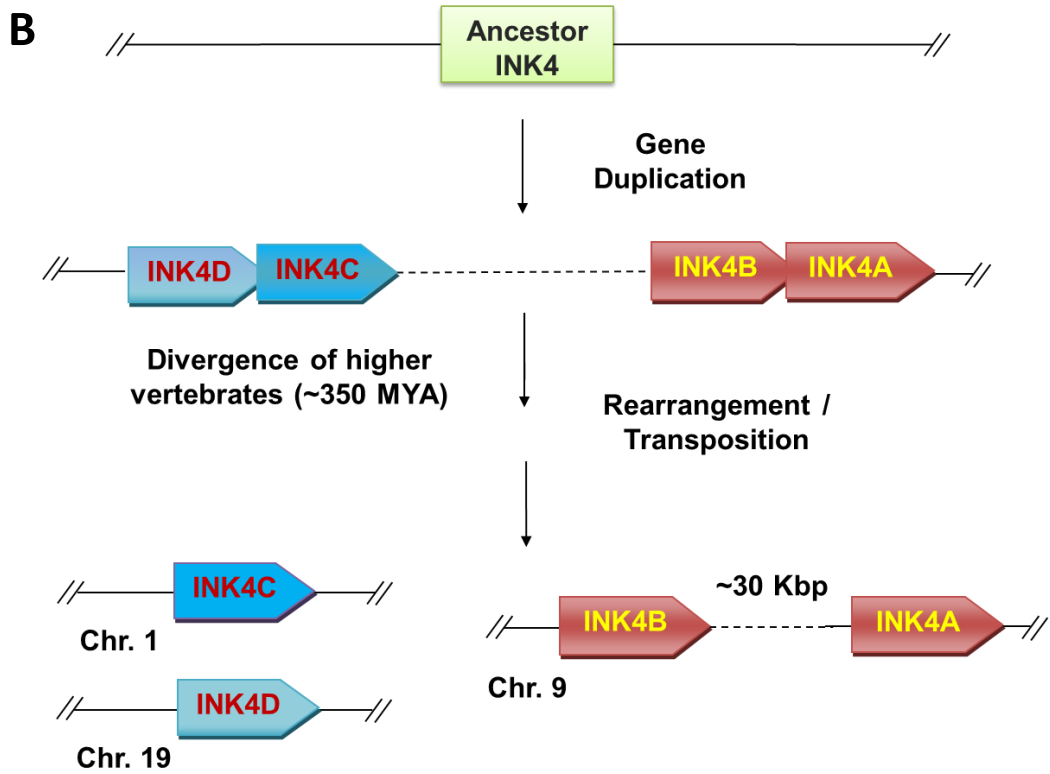 B
Ancestor
INK4
Gene
Duplication
INK4D
INK4C
INK4B
INK4A
Divergence of higher
vertebrates (~350 MYA)
Rearrangement /
Transposition
INK4C
Chr. 1
~30 Kbp
INK4B
INK4A
Chr. 9
INK4D
Chr. 19